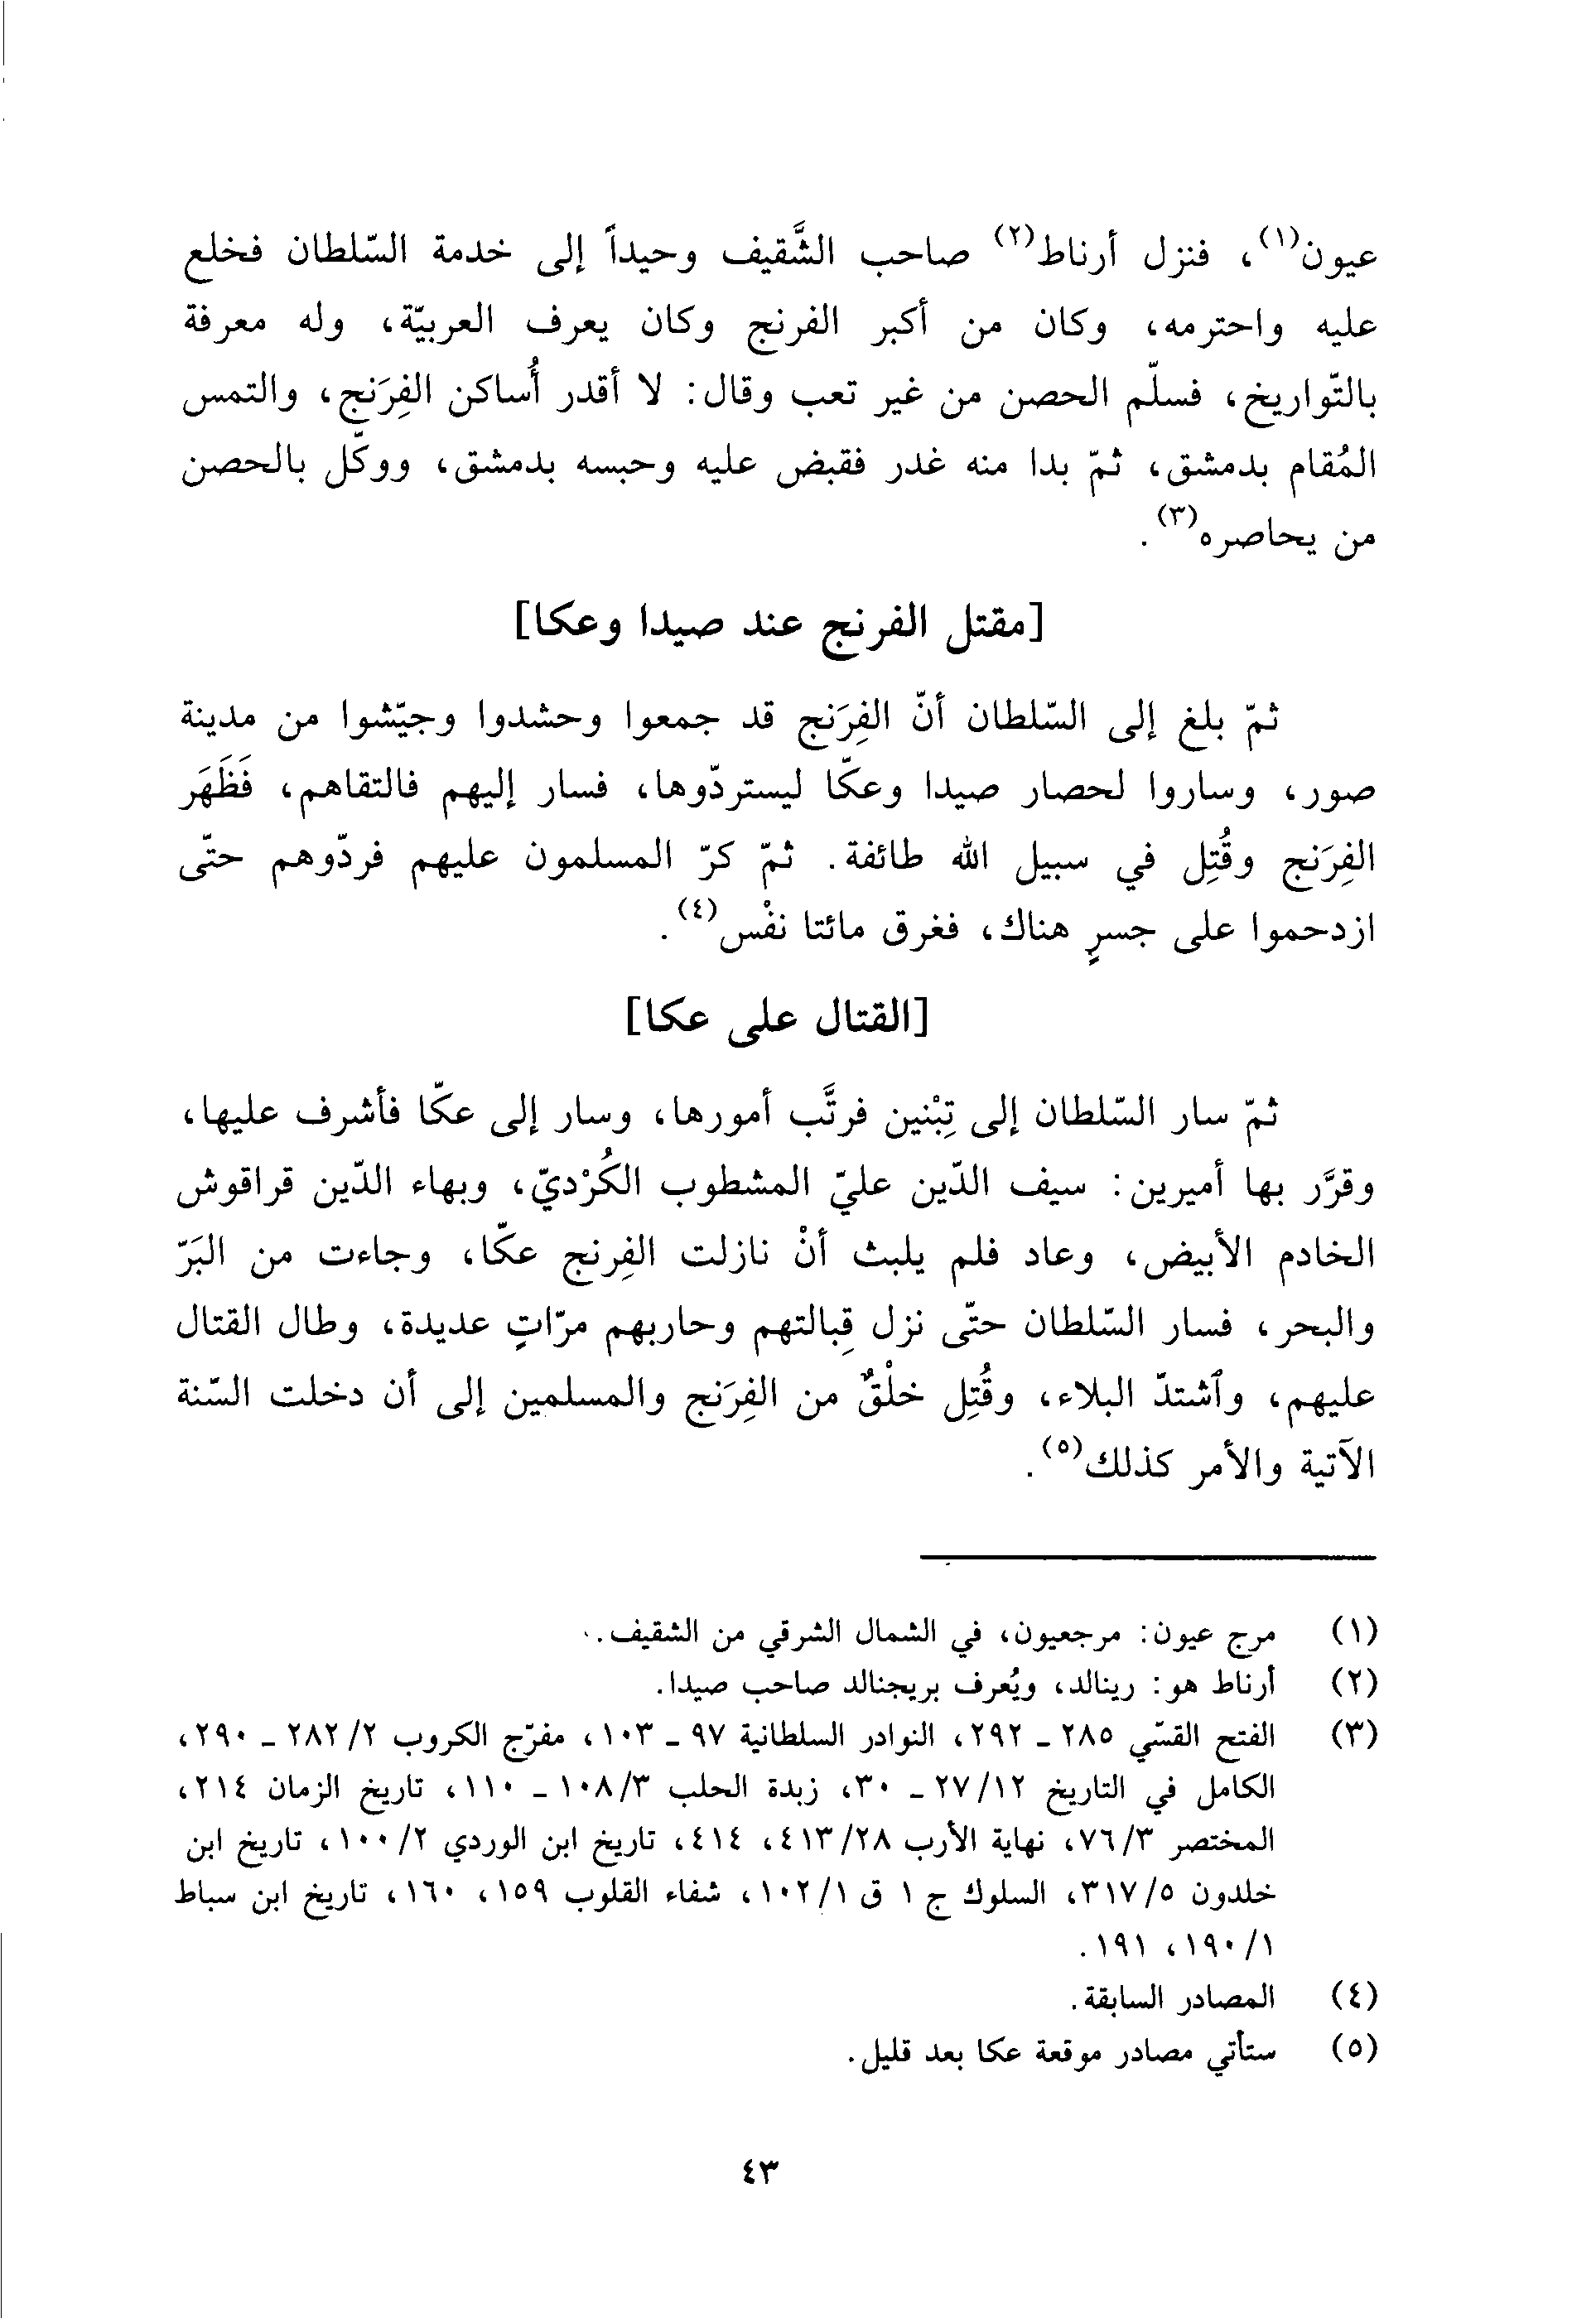 عيون(١)، فنزل أرناط(٢) صاحب الشَّقيف وحيداً إلى خدمة السّلطان فخلع
عليه واحترمه، وكان من أكبر الفرنج وكان يعرف العربيّة، وله معرفة
بالتّواريخ، فسلّم الحصن من غير تعب وقال: لا أقدر أُساكن الفِرَنج، والتمس
المُقام بدمشق، ثمّ بدا منه غدر فقبض عليه وحبسه بدمشق، ووكّل بالحصن
من يحاصره(٣).
[مقتل الفرنج عند صيدا وعكا]
ثمّ بلغ إلى السّلطان أنّ الفِرَنج قد جمعوا وحشدوا وجيّشوا من مدينة
صور، وساروا لحصار صيدا وعكّا ليستردّوها، فسار إليهم فالتقاهم، فَظَهَر
الفِرَنج وقُتِل في سبيل الله طائفة. ثمّ كرّ المسلمون عليهم فردّوهم حتّى
ازدحموا على جسرٍ هناك، فغرق مائتا نفْس(٤).
[القتال على عكا]
ثمّ سار السّلطان إلى تِبْنين فرتَّب أمورها، وسار إلى عكّا فأشرف عليها،
وقرَّر بها أميرين: سيف الدّين عليّ المشطوب الكُرْديّ، وبهاء الدّين قراقوش
الخادم الأبيض، وعاد فلم يلبث أنْ نازلت الفِرنج عكّا، وجاءت من البَرّ
والبحر، فسار السّلطان حتّى نزل قِبالتهم وحاربهم مرّاتٍ عديدة، وطال القتال
عليهم، وٱشتدّ البلاء، وقُتِل خلْقٌ من الفِرَنج والمسلمين إلى أن دخلت السّنة
الآتية والأمر كذلك(٥).
(١) مرج عيون: مرجعيون، في الشمال الشرقي من الشقيف.
(٢) أرناط هو: رينالد، ويُعرف بريجنالد صاحب صيدا.
(٣) الفتح القسّي ٢٨٥ ـ ٢٩٢، النوادر السلطانية ٩٧ ـ ١٠٣، مفرّج الكروب ٢/ ٢٨٢ ـ ٢٩٠،
الكامل في التاريخ ١٢/ ٢٧ ـ ٣٠، زبدة الحلب ٣/ ١٠٨ ـ ١١٠، تاريخ الزمان ٢١٤،
المختصر ٣/ ٧٦، نهاية الأرب ٢٨/ ٤١٣، ٤١٤، تاريخ ابن الوردي ٢/ ١٠٠، تاريخ ابن
خلدون ٥/ ٣١٧، السلوك ج ١ ق ١/ ١٠٢، شفاء القلوب ١٥٩، ١٦٠، تاريخ ابن سباط
١/ ١٩٠، ١٩١.
(٤) المصادر السابقة.
(٥) ستأتي مصادر موقعة عكا بعد قليل.
٤٣